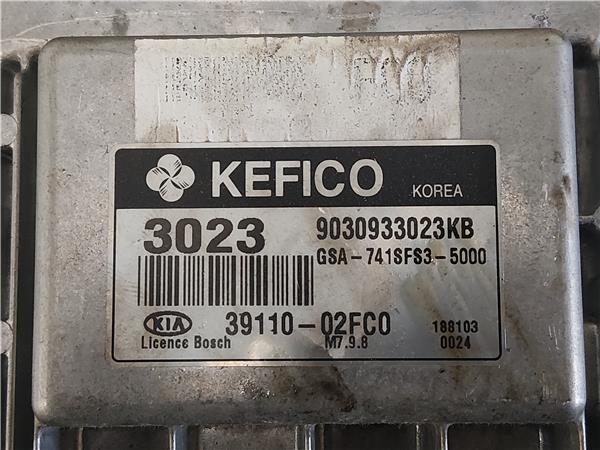 KEFICO KOREA
3023 9030933023KB
GSA-741SFS3-5000
KIA 39110-02FC0 188103
Licence Bosch M7.9.8 0024